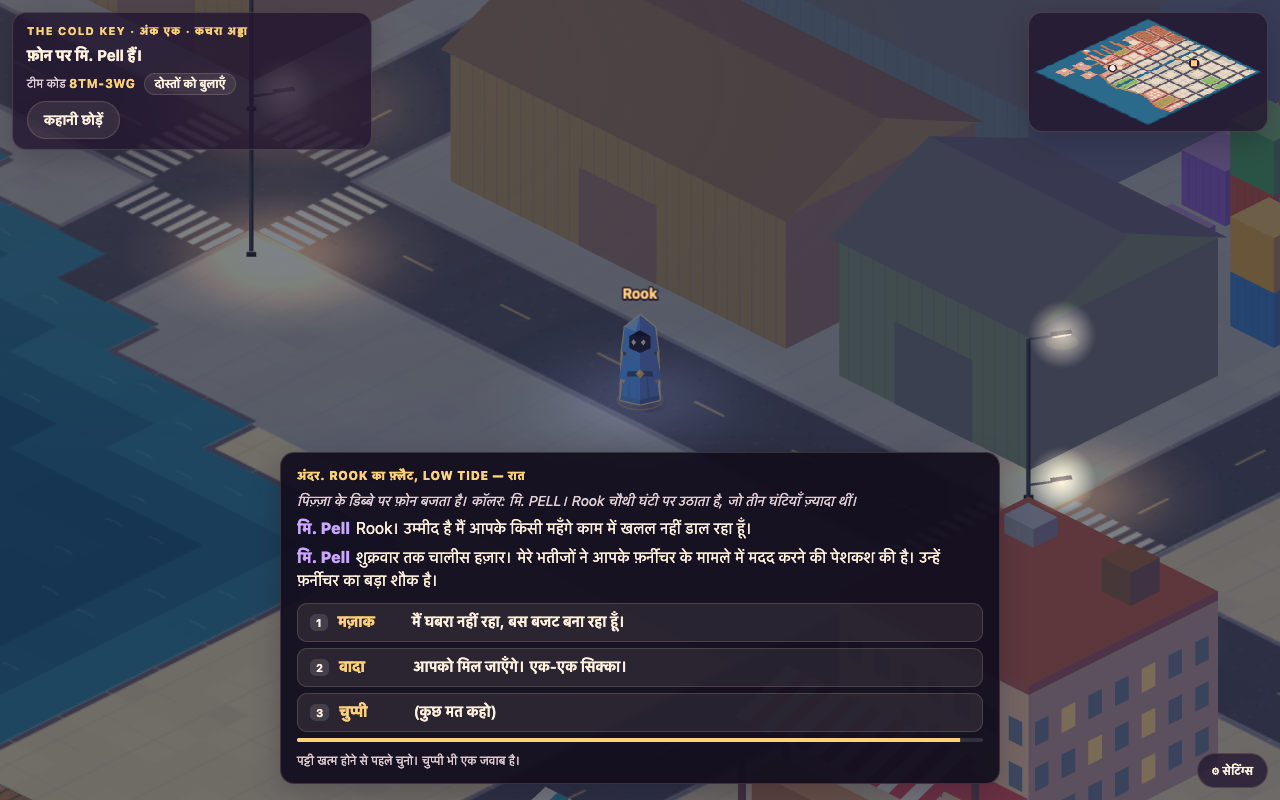 THE COLD KEY · अंक एक · कचरा अड्डा
फ़ोन पर मि. Pell हैं।
टीम कोड 8TM-3WG दोस्तों को बुलाएँ
कहानी छोड़ें
Rook
अंदर. ROOK का फ़्लैट, LOW TIDE — रात
पिज़्ज़ा के डिब्बे पर फ़ोन बजता है। कॉलर: मि. PELL। Rook चौथी घंटी पर उठाता है, जो तीन घंटियाँ ज़्यादा थीं।
मि. Pell Rook। उम्मीद है मैं आपके किसी महँगे काम में खलल नहीं डाल रहा हूँ।
मि. Pell शुक्रवार तक चालीस हज़ार। मेरे भतीजों ने आपके फ़र्नीचर के मामले में मदद करने की पेशकश की है। उन्हें
फ़र्नीचर का बड़ा शौक है।
1 मज़ाक मैं घबरा नहीं रहा, बस बजट बना रहा हूँ।
2 वादा आपको मिल जाएँगे। एक-एक सिक्का।
3 चुप्पी (कुछ मत कहो)
पट्टी खत्म होने से पहले चुनो। चुप्पी भी एक जवाब है।
⚙ सेटिंग्स